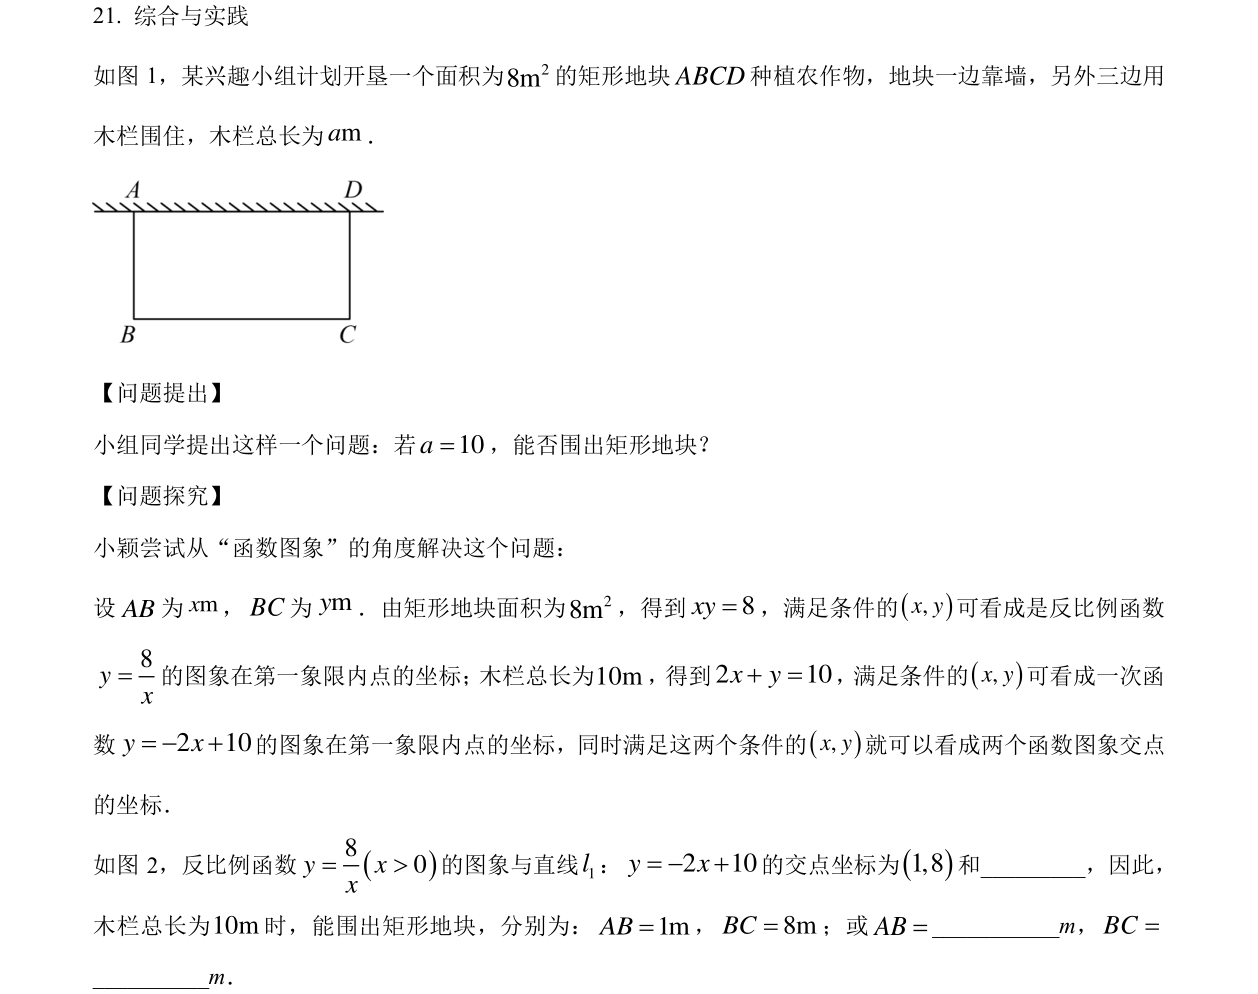 21. 综合与实践
如图 1，某兴趣小组计划开垦一个面积为 8m² 的矩形地块 ABCD 种植农作物，地块一边靠墙，另外三边用
木栏围住，木栏总长为 am．
A D
B C
【问题提出】
小组同学提出这样一个问题：若 a = 10，能否围出矩形地块？
【问题探究】
小颖尝试从“函数图象”的角度解决这个问题：
设 AB 为 xm， BC 为 ym．由矩形地块面积为 8m²，得到 xy = 8，满足条件的 (x, y) 可看成是反比例函数
y = 8/x 的图象在第一象限内点的坐标；木栏总长为 10m，得到 2x + y = 10，满足条件的 (x, y) 可看成一次函
数 y = −2x + 10 的图象在第一象限内点的坐标，同时满足这两个条件的 (x, y) 就可以看成两个函数图象交点
的坐标．
如图 2，反比例函数 y = 8/x (x > 0) 的图象与直线 l₁： y = −2x + 10 的交点坐标为 (1,8) 和_________，因此，
木栏总长为 10m 时，能围出矩形地块，分别为： AB = 1m， BC = 8m；或 AB = ___________m， BC =
__________m．